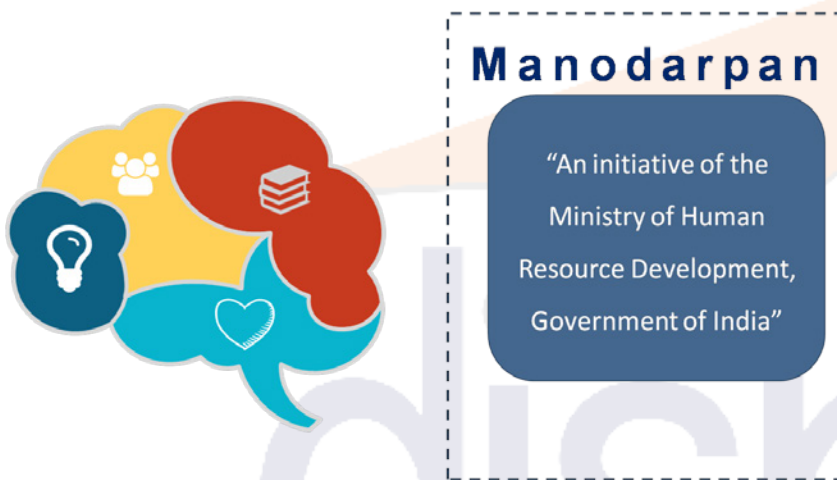 Manodarpan
“An initiative of the
Ministry of Human
Resource Development,
Government of India”